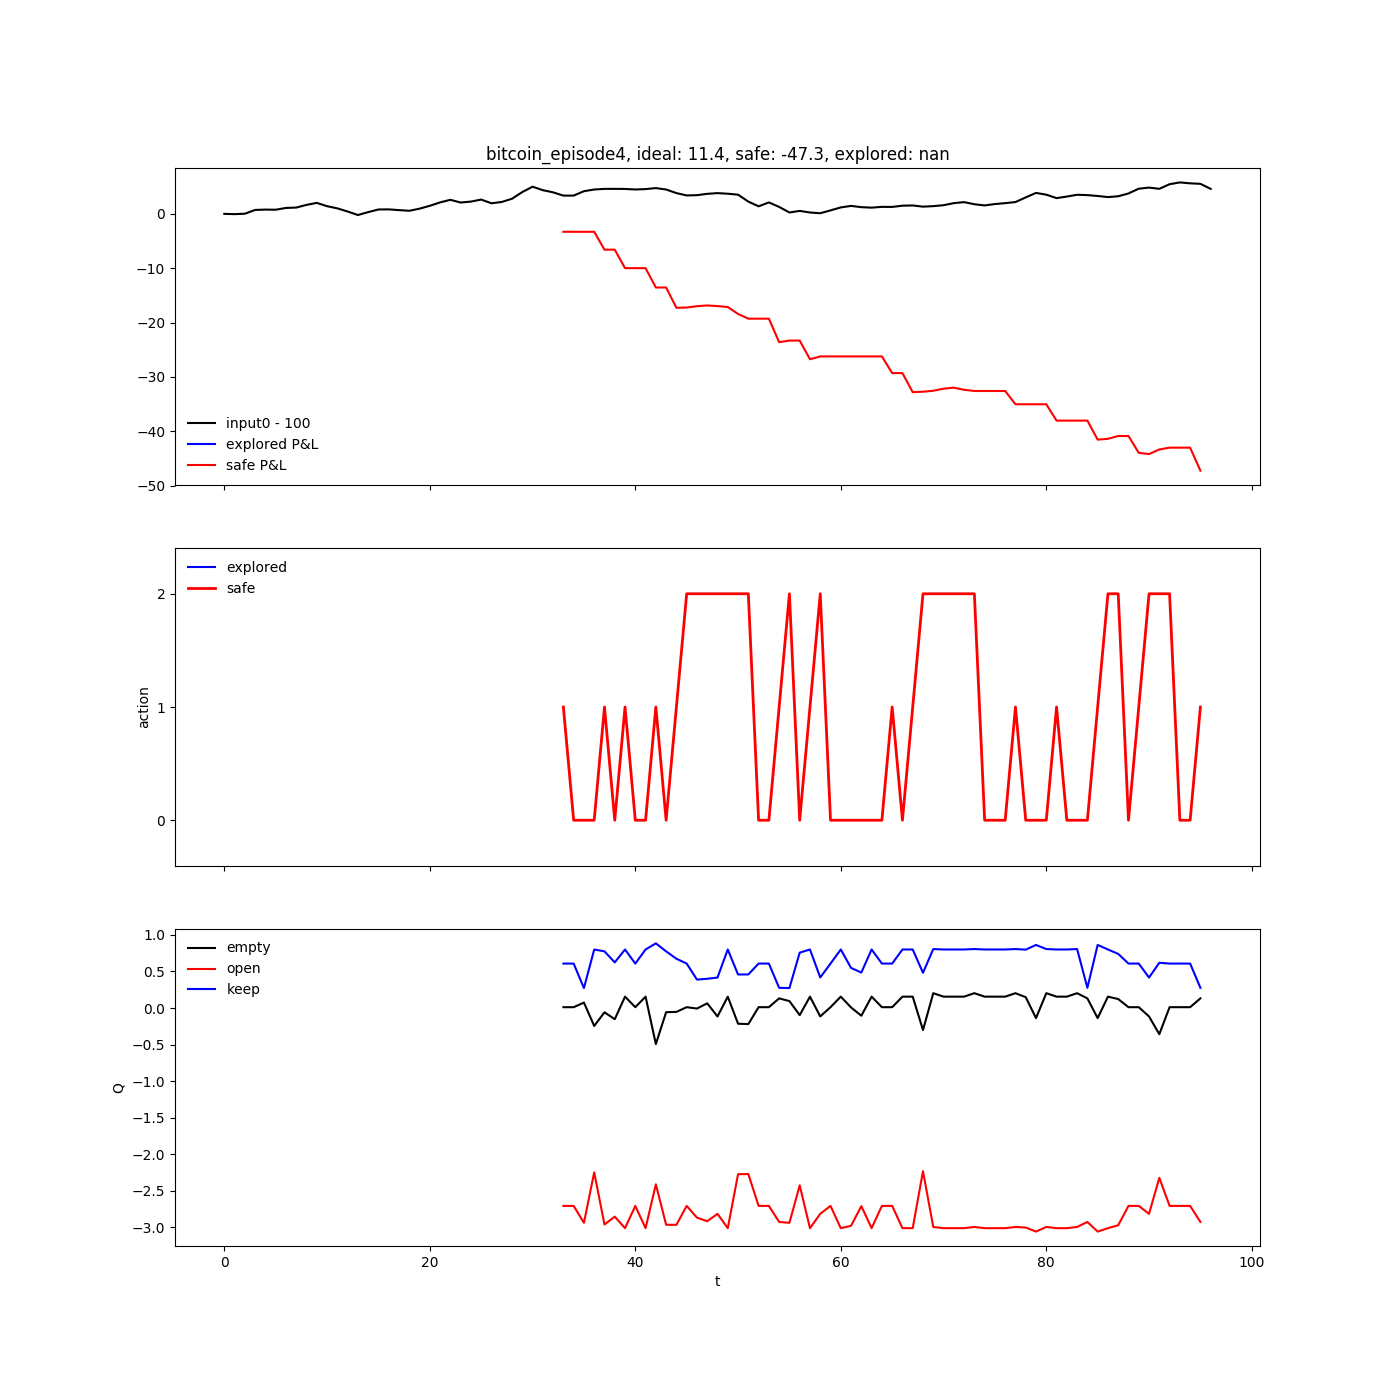 bitcoin_episode4, ideal: 11.4, safe: -47.3, explored: nan
0
−10
−20
−30
−40
−50
input0 - 100
explored P&L
safe P&L
action
2
1
0
explored
safe
Q
1.0
0.5
0.0
−0.5
−1.0
−1.5
−2.0
−2.5
−3.0
empty
open
keep
0 20 40 60 80 100
t